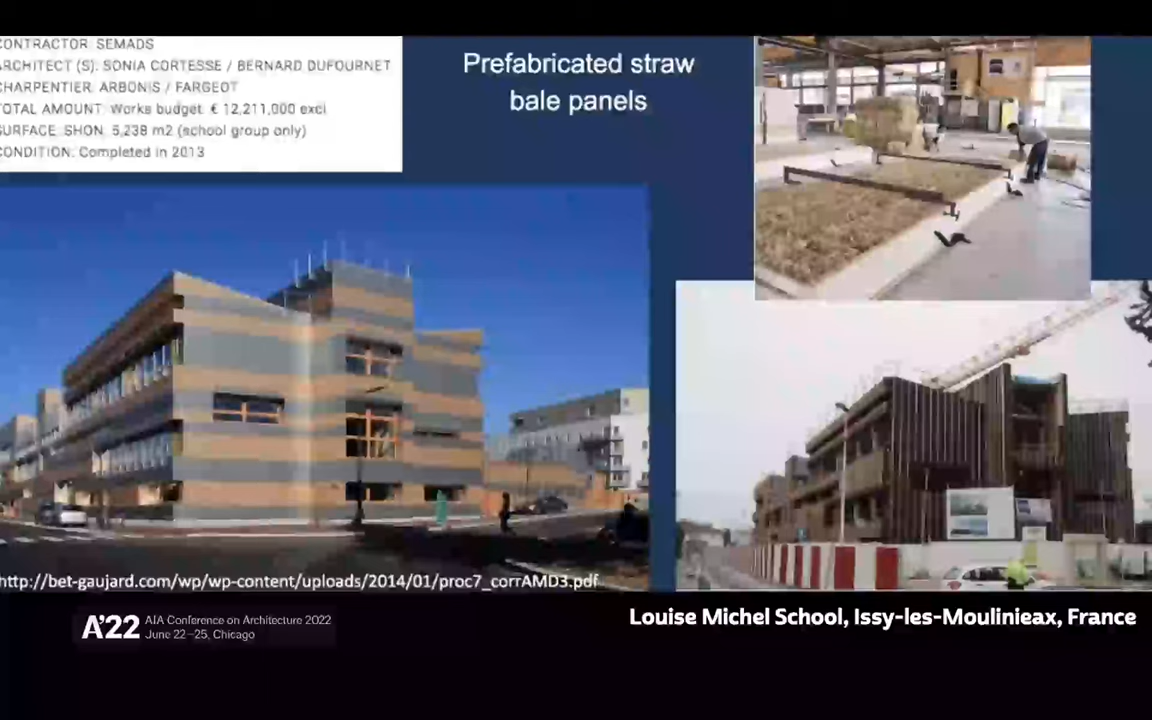 CONTRACTOR: SEMADS
ARCHITECT (S): SONIA CORTESSE / BERNARD DUFOURNET
CHARPENTIER: ARBONIS / FARGEOT
TOTAL AMOUNT: Works budget: € 12,211,000 excl
SURFACE: SHON: 5,238 m2 (school group only)
CONDITION: Completed in 2013
Prefabricated straw
bale panels
http://bet-gaujard.com/wp/wp-content/uploads/2014/01/proc7_corrAMD3.pdf
A'22 AIA Conference on Architecture 2022
June 22–25, Chicago
Louise Michel School, Issy-les-Moulinieax, France